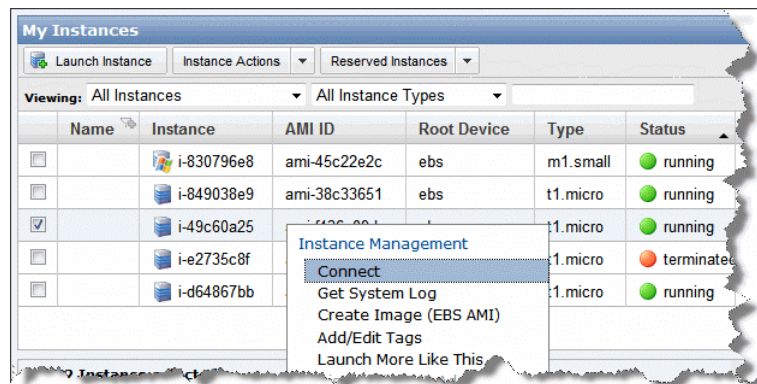 My Instances
Launch Instance Instance Actions Reserved Instances
Viewing: All Instances All Instance Types
Name Instance AMI ID Root Device Type Status
i-830796e8 ami-45c22e2c ebs m1.small running
i-849038e9 ami-38c33651 ebs t1.micro running
i-49c60a25 t1.micro running
Instance Management
i-e2735c8f t1.micro terminated
Connect
i-d64867bb t1.micro running
Get System Log
Create Image (EBS AMI)
Add/Edit Tags
Launch More Like This